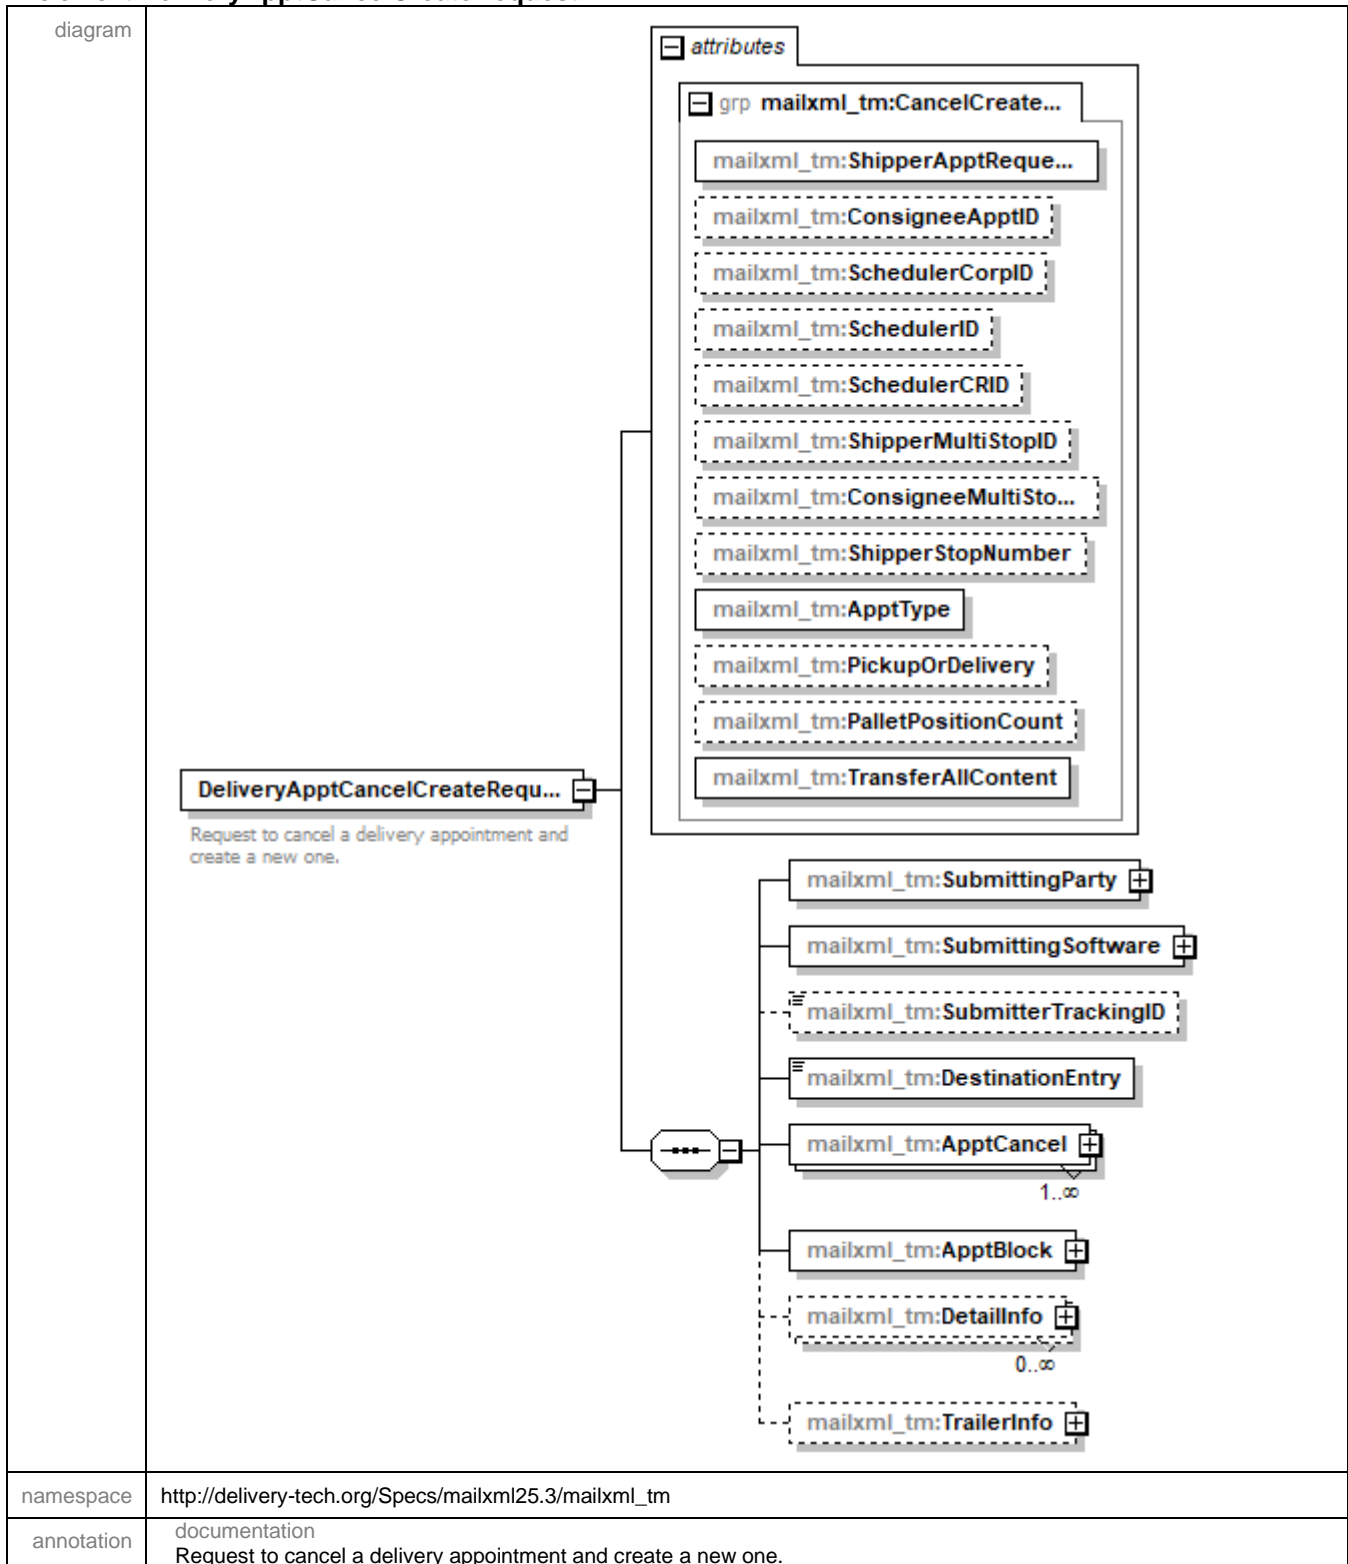 diagram
attributes
grp mailxml_tm:CancelCreate...
mailxml_tm:ShipperApptReque...
mailxml_tm:ConsigneeApptID
mailxml_tm:SchedulerCorpID
mailxml_tm:SchedulerID
mailxml_tm:SchedulerCRID
mailxml_tm:ShipperMultiStopID
mailxml_tm:ConsigneeMultiSto...
mailxml_tm:ShipperStopNumber
mailxml_tm:ApptType
mailxml_tm:PickupOrDelivery
mailxml_tm:PalletPositionCount
mailxml_tm:TransferAllContent
DeliveryApptCancelCreateRequ...
Request to cancel a delivery appointment and
create a new one.
mailxml_tm:SubmittingParty
mailxml_tm:SubmittingSoftware
mailxml_tm:SubmitterTrackingID
mailxml_tm:DestinationEntry
mailxml_tm:ApptCancel
1..∞
mailxml_tm:ApptBlock
mailxml_tm:DetailInfo
0..∞
mailxml_tm:TrailerInfo
namespace http://delivery-tech.org/Specs/mailxml25.3/mailxml_tm
annotation documentation
Request to cancel a delivery appointment and create a new one.